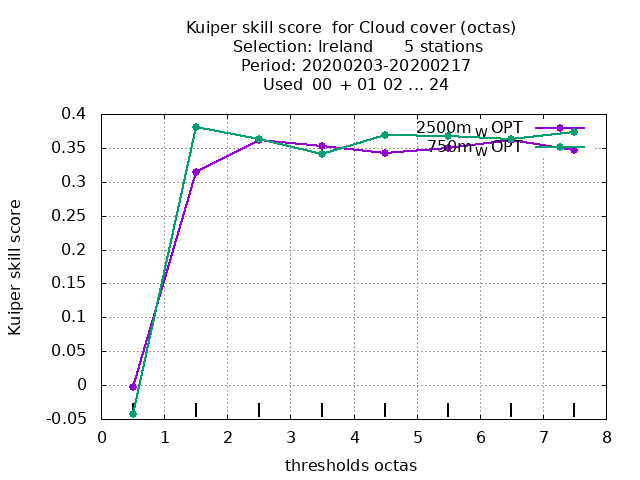 Kuiper skill score for Cloud cover (octas)
Selection: Ireland 5 stations
Period: 20200203-20200217
Used 00 + 01 02 ... 24
Kuiper skill score
0.4
0.35
0.3
0.25
0.2
0.15
0.1
0.05
0
-0.05
2500m W OPT
750m W OPT
0 1 2 3 4 5 6 7 8
thresholds octas